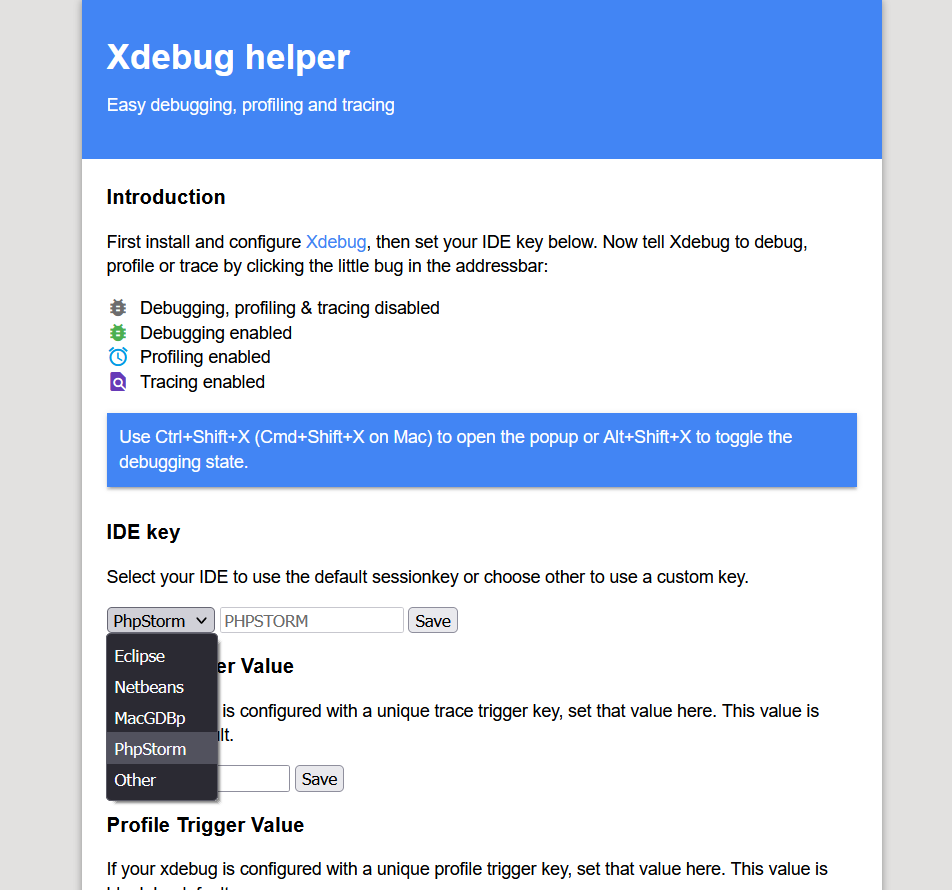 Xdebug helper
Easy debugging, profiling and tracing
Introduction
First install and configure Xdebug, then set your IDE key below. Now tell Xdebug to debug,
profile or trace by clicking the little bug in the addressbar:
Debugging, profiling & tracing disabled
Debugging enabled
Profiling enabled
Tracing enabled
Use Ctrl+Shift+X (Cmd+Shift+X on Mac) to open the popup or Alt+Shift+X to toggle the
debugging state.
IDE key
Select your IDE to use the default sessionkey or choose other to use a custom key.
PhpStorm PHPSTORM Save
Eclipse
Netbeans
MacGDBp
PhpStorm
Other
Value
is configured with a unique trace trigger key, set that value here. This value is
Save
Profile Trigger Value
If your xdebug is configured with a unique profile trigger key, set that value here. This value is